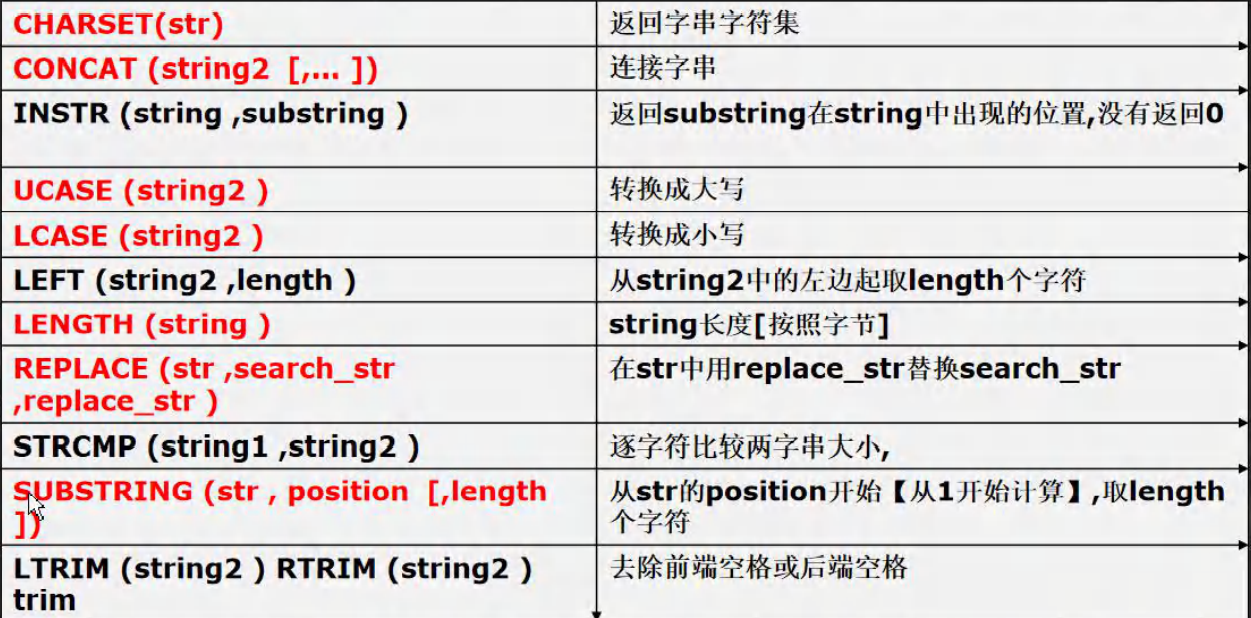 CHARSET(str) 返回字串字符集
CONCAT (string2 [,... ]) 连接字串
INSTR (string ,substring ) 返回substring在string中出现的位置,没有返回0
UCASE (string2 ) 转换成大写
LCASE (string2 ) 转换成小写
LEFT (string2 ,length ) 从string2中的左边起取length个字符
LENGTH (string ) string长度[按照字节]
REPLACE (str ,search_str 在str中用replace_str替换search_str
,replace_str )
STRCMP (string1 ,string2 ) 逐字符比较两字串大小,
SUBSTRING (str , position [,length 从str的position开始【从1开始计算】,取length
]) 个字符
LTRIM (string2 ) RTRIM (string2 ) 去除前端空格或后端空格
trim